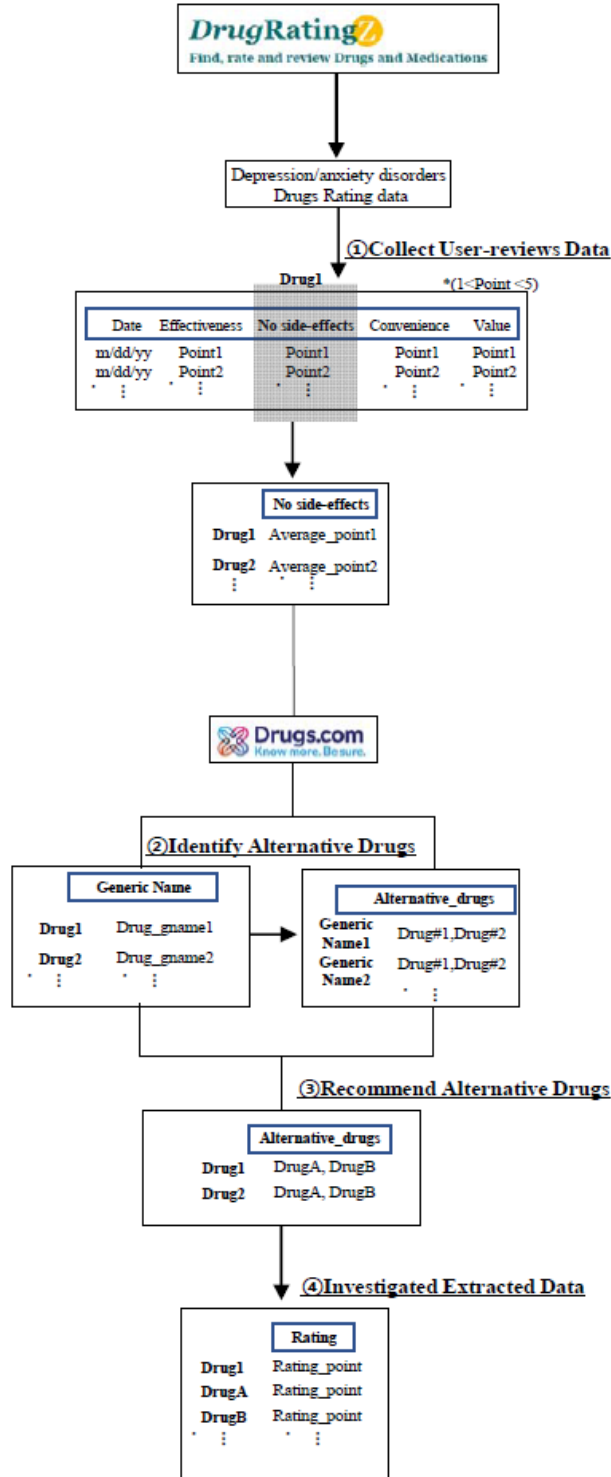 DrugRatingZ
Find, rate and review Drugs and Medications
Depression/anxiety disorders
Drugs Rating data
①Collect User-reviews Data
Drug1
*(1<Point <5)
Date Effectiveness No side-effects Convenience Value
m/dd/yy Point1 Point1 Point1 Point1
m/dd/yy Point2 Point2 Point2 Point2
No side-effects
Drug1 Average_point1
Drug2 Average_point2
Drugs.com
Know more. Be sure.
②Identify Alternative Drugs
Generic Name
Drug1 Drug_gname1
Drug2 Drug_gname2
Alternative_drugs
Generic
Name1 Drug#1,Drug#2
Generic
Name2 Drug#1,Drug#2
③Recommend Alternative Drugs
Alternative_drugs
Drug1 DrugA, DrugB
Drug2 DrugA, DrugB
④Investigated Extracted Data
Rating
Drug1 Rating_point
DrugA Rating_point
DrugB Rating_point